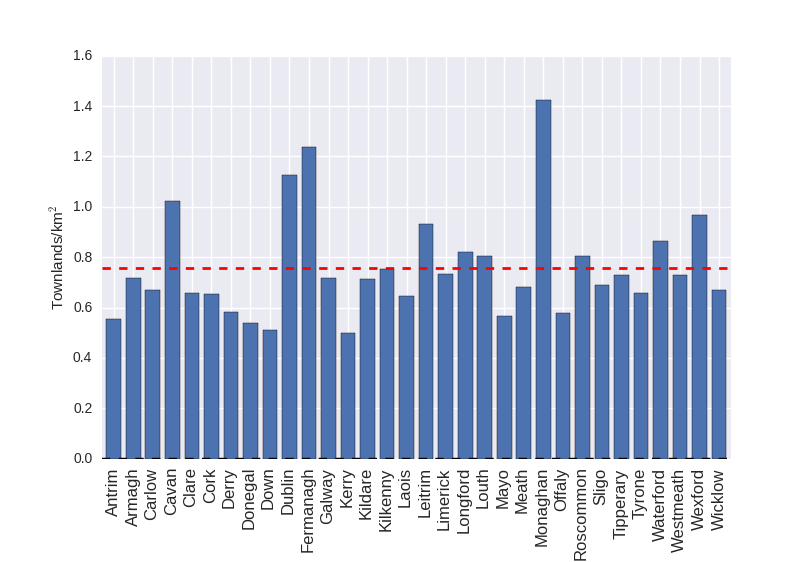 1.6
1.4
1.2
1.0
0.8
0.6
0.4
0.2
0.0
Townlands/km²
Antrim
Armagh
Carlow
Cavan
Clare
Cork
Derry
Donegal
Down
Dublin
Fermanagh
Galway
Kerry
Kildare
Kilkenny
Laois
Leitrim
Limerick
Longford
Louth
Mayo
Meath
Monaghan
Offaly
Roscommon
Sligo
Tipperary
Tyrone
Waterford
Westmeath
Wexford
Wicklow